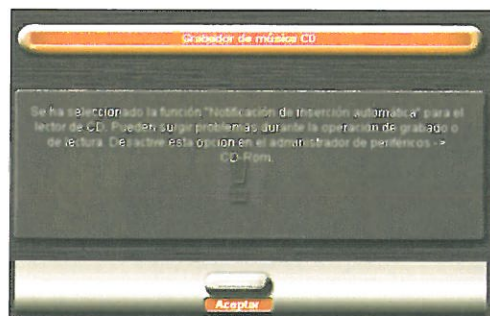 Grabador de música CD
Se ha seleccionado la función "Notificación de inserción automática" para el
lector de CD. Pueden surgir problemas durante la operación de grabado o
de lectura. Desactive esta opción en el administrador de periféricos ->
CD-Rom.
Aceptar